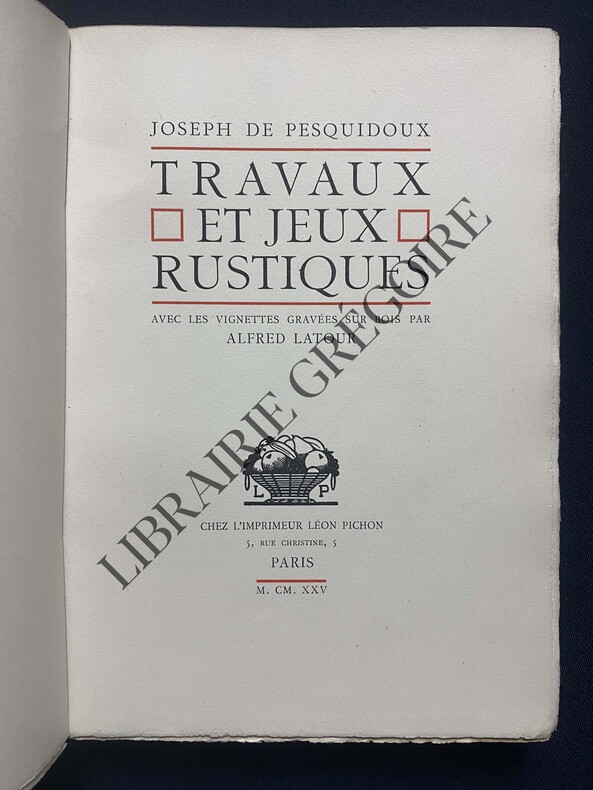 JOSEPH DE PESQUIDOUX
TRAVAUX
ET JEUX
RUSTIQUES
AVEC LES VIGNETTES GRAVÉES SUR BOIS PAR
ALFRED LATOUR
L P
CHEZ L'IMPRIMEUR LÉON PICHON
5, RUE CHRISTINE, 5
PARIS
M. CM. XXV
LIBRAIRIE GRÉGOIRE